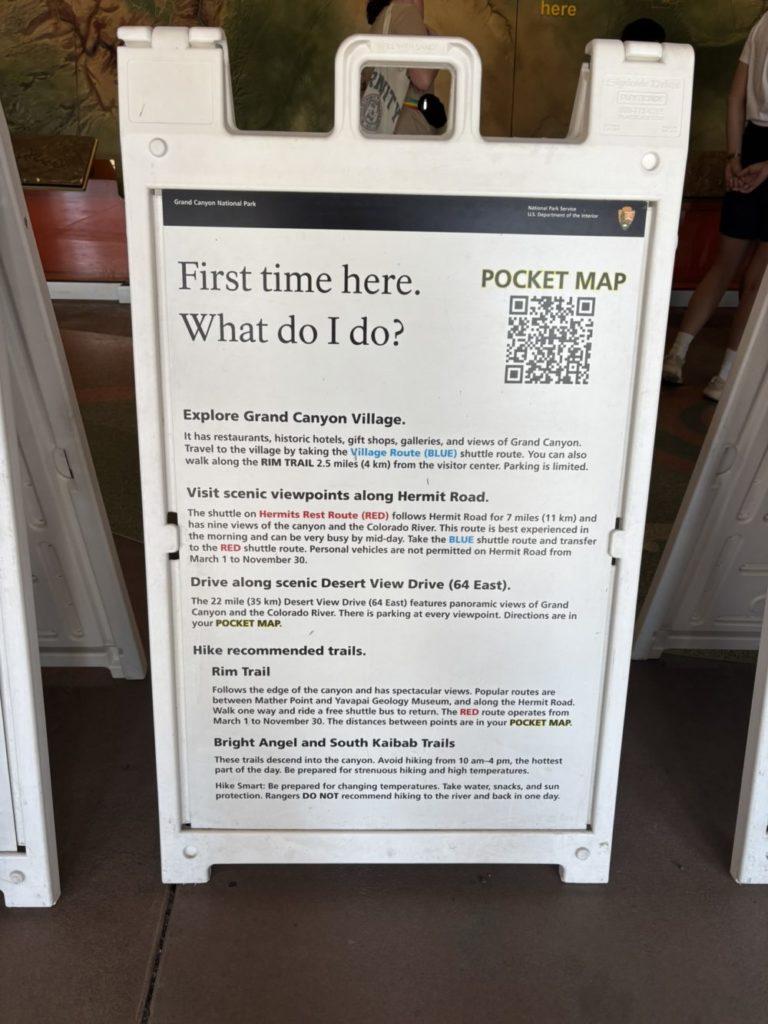 here
RNITY
Grand Canyon National Park
National Park Service
U.S. Department of the Interior
First time here.
What do I do?
POCKET MAP
Explore Grand Canyon Village.
It has restaurants, historic hotels, gift shops, galleries, and views of Grand Canyon.
Travel to the village by taking the Village Route (BLUE) shuttle route. You can also
walk along the RIM TRAIL 2.5 miles (4 km) from the visitor center. Parking is limited.
Visit scenic viewpoints along Hermit Road.
The shuttle on Hermits Rest Route (RED) follows Hermit Road for 7 miles (11 km) and
has nine views of the canyon and the Colorado River. This route is best experienced in
the morning and can be very busy by mid-day. Take the BLUE shuttle route and transfer
to the RED shuttle route. Personal vehicles are not permitted on Hermit Road from
March 1 to November 30.
Drive along scenic Desert View Drive (64 East).
The 22 mile (35 km) Desert View Drive (64 East) features panoramic views of Grand
Canyon and the Colorado River. There is parking at every viewpoint. Directions are in
your POCKET MAP.
Hike recommended trails.
Rim Trail
Follows the edge of the canyon and has spectacular views. Popular routes are
between Mather Point and Yavapai Geology Museum, and along the Hermit Road.
Walk one way and ride a free shuttle bus to return. The RED route operates from
March 1 to November 30. The distances between points are in your POCKET MAP.
Bright Angel and South Kaibab Trails
These trails descend into the canyon. Avoid hiking from 10 am–4 pm, the hottest
part of the day. Be prepared for strenuous hiking and high temperatures.
Hike Smart: Be prepared for changing temperatures. Take water, snacks, and sun
protection. Rangers DO NOT recommend hiking to the river and back in one day.